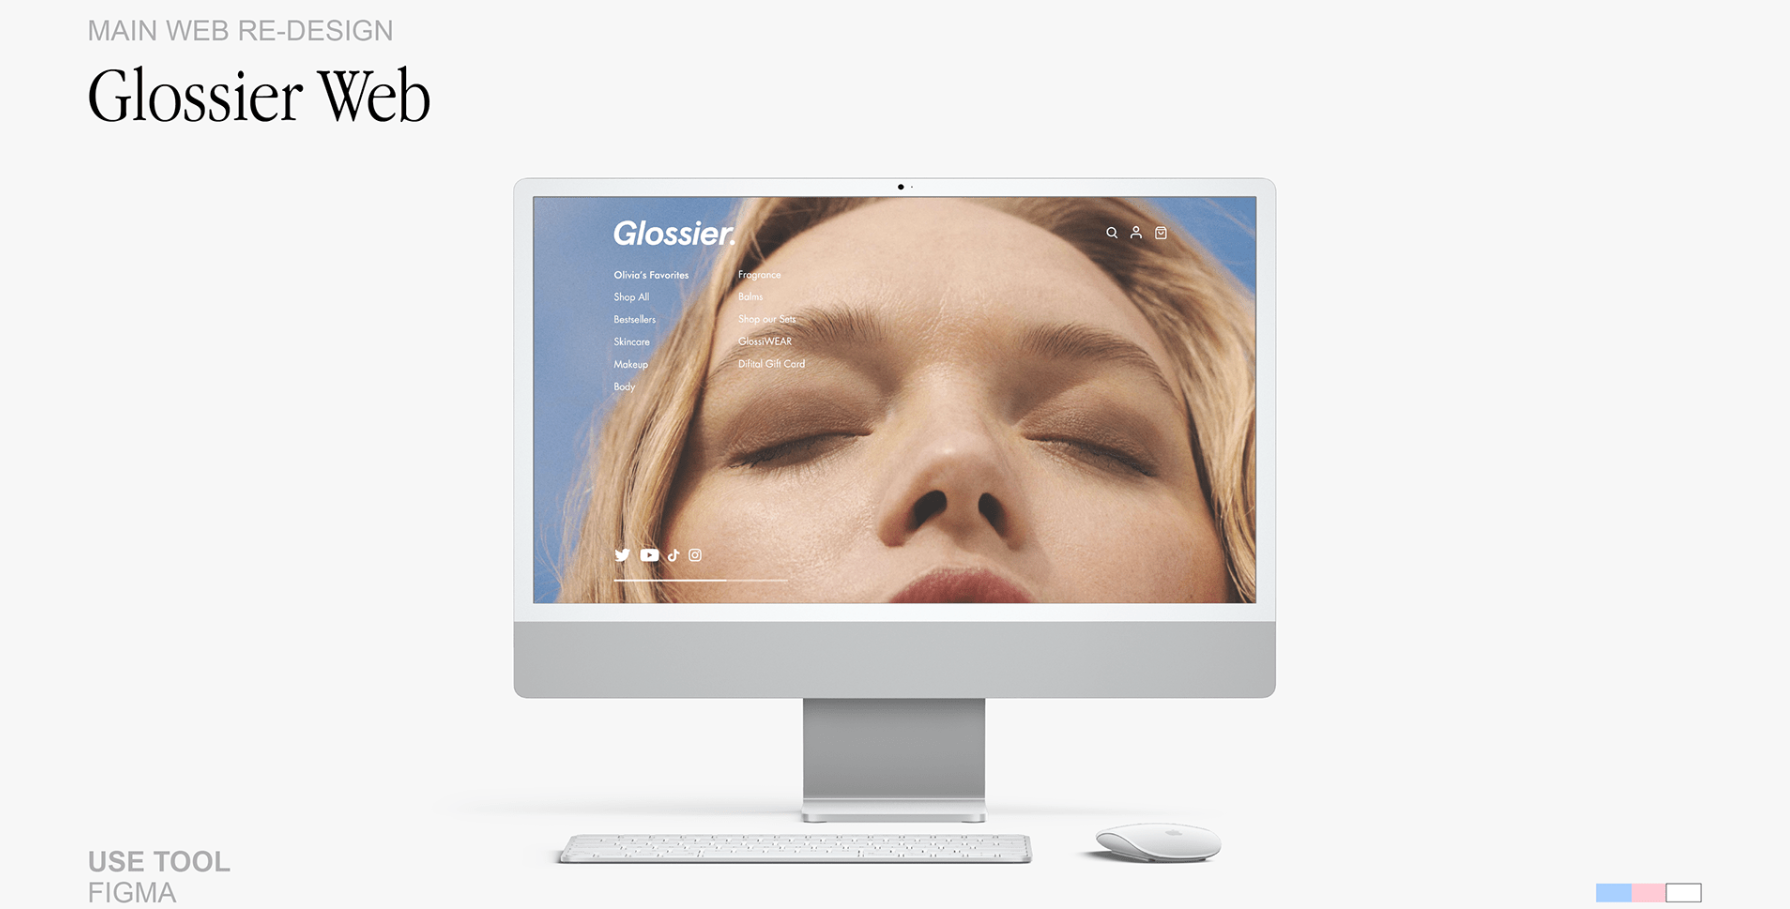 MAIN WEB RE-DESIGN
Glossier Web
Glossier.
Olivia's Favorites
Shop All
Bestsellers
Skincare
Makeup
Body
Fragrance
Balms
Shop our Sets
GlossiWEAR
Difital Gift Card
USE TOOL
FIGMA